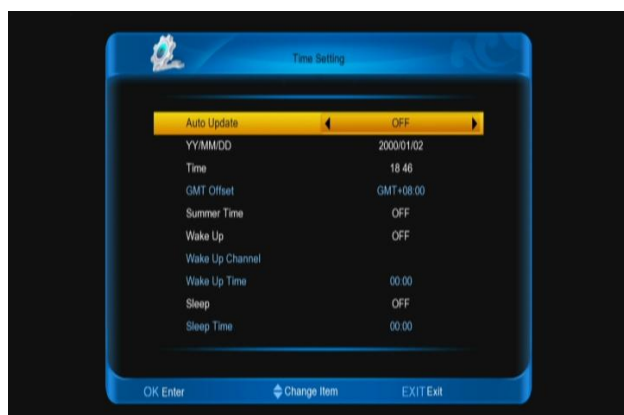 Time Setting
Auto Update OFF
YY/MM/DD 2000/01/02
Time 18 46
GMT Offset GMT+08:00
Summer Time OFF
Wake Up OFF
Wake Up Channel
Wake Up Time 00:00
Sleep OFF
Sleep Time 00:00
OK Enter Change Item EXIT Exit